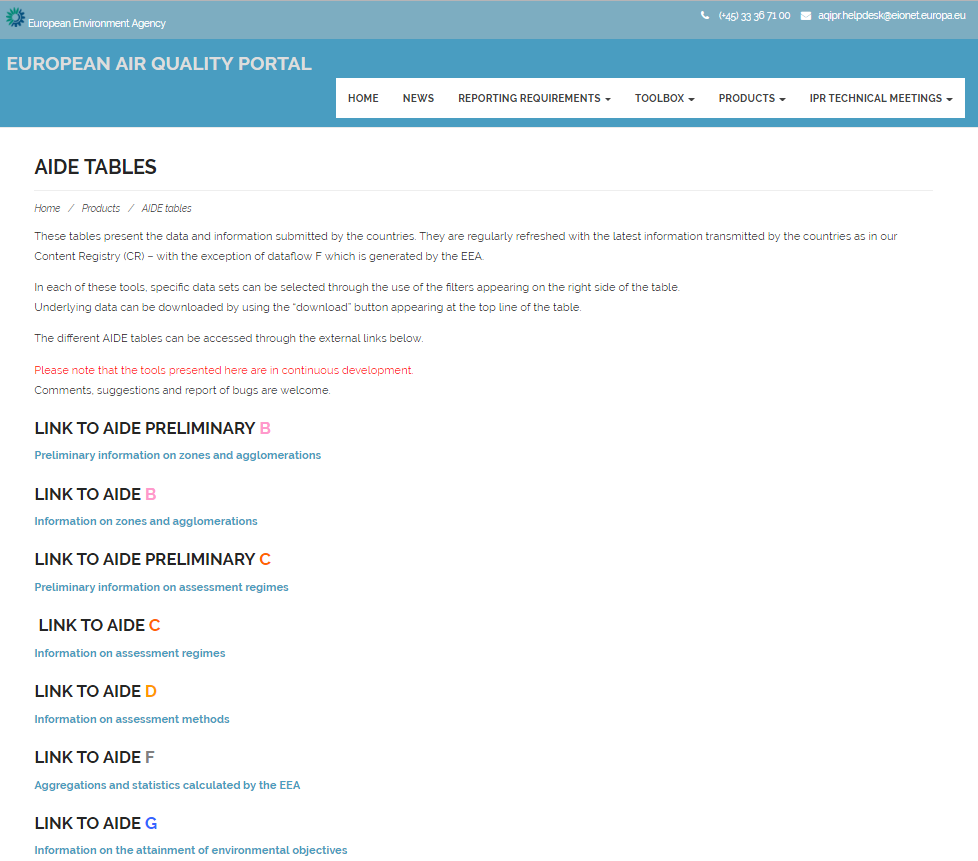 European Environment Agency
(+45) 33 36 71 00 aqipr.helpdesk@eionet.europa.eu
EUROPEAN AIR QUALITY PORTAL
HOME NEWS REPORTING REQUIREMENTS TOOLBOX PRODUCTS IPR TECHNICAL MEETINGS
AIDE TABLES
Home / Products / AIDE tables
These tables present the data and information submitted by the countries. They are regularly refreshed with the latest information transmitted by the countries as in our
Content Registry (CR) – with the exception of dataflow F which is generated by the EEA.
In each of these tools, specific data sets can be selected through the use of the filters appearing on the right side of the table.
Underlying data can be downloaded by using the “download” button appearing at the top line of the table.
The different AIDE tables can be accessed through the external links below.
Please note that the tools presented here are in continuous development.
Comments, suggestions and report of bugs are welcome.
LINK TO AIDE PRELIMINARY B
Preliminary information on zones and agglomerations
LINK TO AIDE B
Information on zones and agglomerations
LINK TO AIDE PRELIMINARY C
Preliminary information on assessment regimes
LINK TO AIDE C
Information on assessment regimes
LINK TO AIDE D
Information on assessment methods
LINK TO AIDE F
Aggregations and statistics calculated by the EEA
LINK TO AIDE G
Information on the attainment of environmental objectives